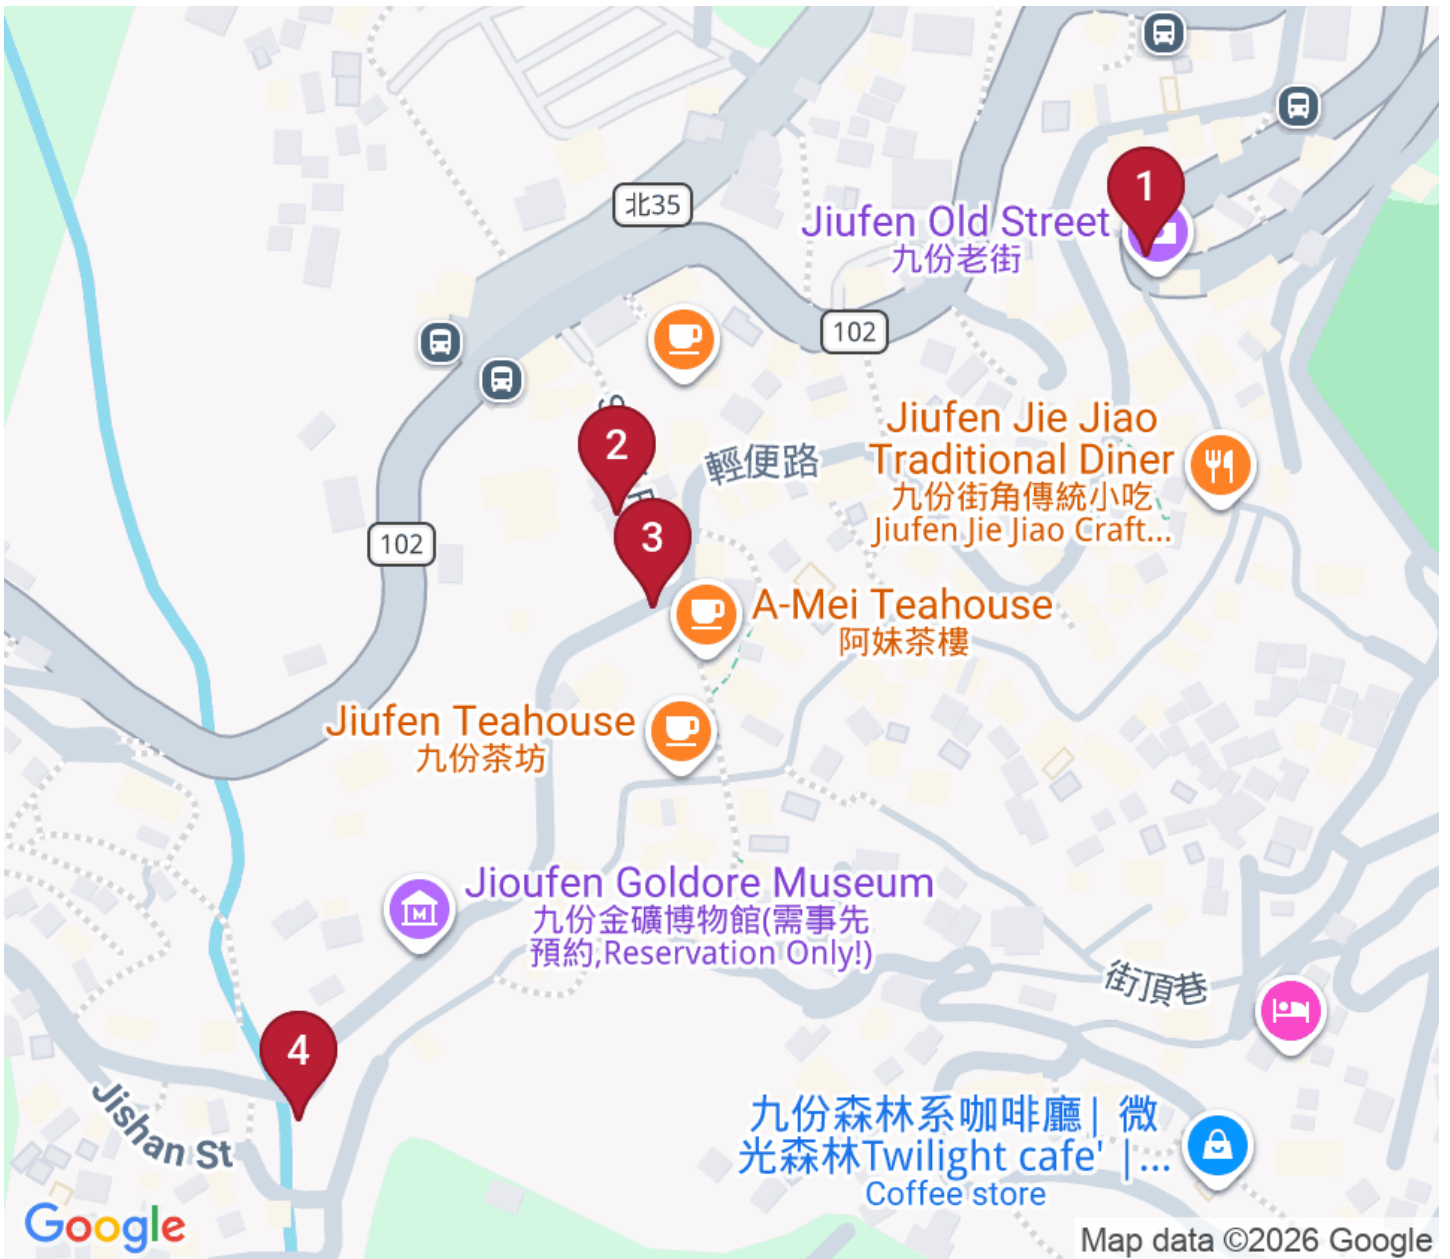 北35
1
Jiufen Old Street
九份老街
102
Jiufen Jie Jiao
Traditional Diner
九份街角傳統小吃
Jiufen Jie Jiao Craft...
2
輕便路
102
3
A-Mei Teahouse
阿妹茶樓
Jiufen Teahouse
九份茶坊
Jioufen Goldore Museum
九份金礦博物館(需事先
預約,Reservation Only!)
街頂巷
4
Jishan St
九份森林系咖啡廳| 微
光森林Twilight cafe' |...
Coffee store
Google
Map data ©2026 Google